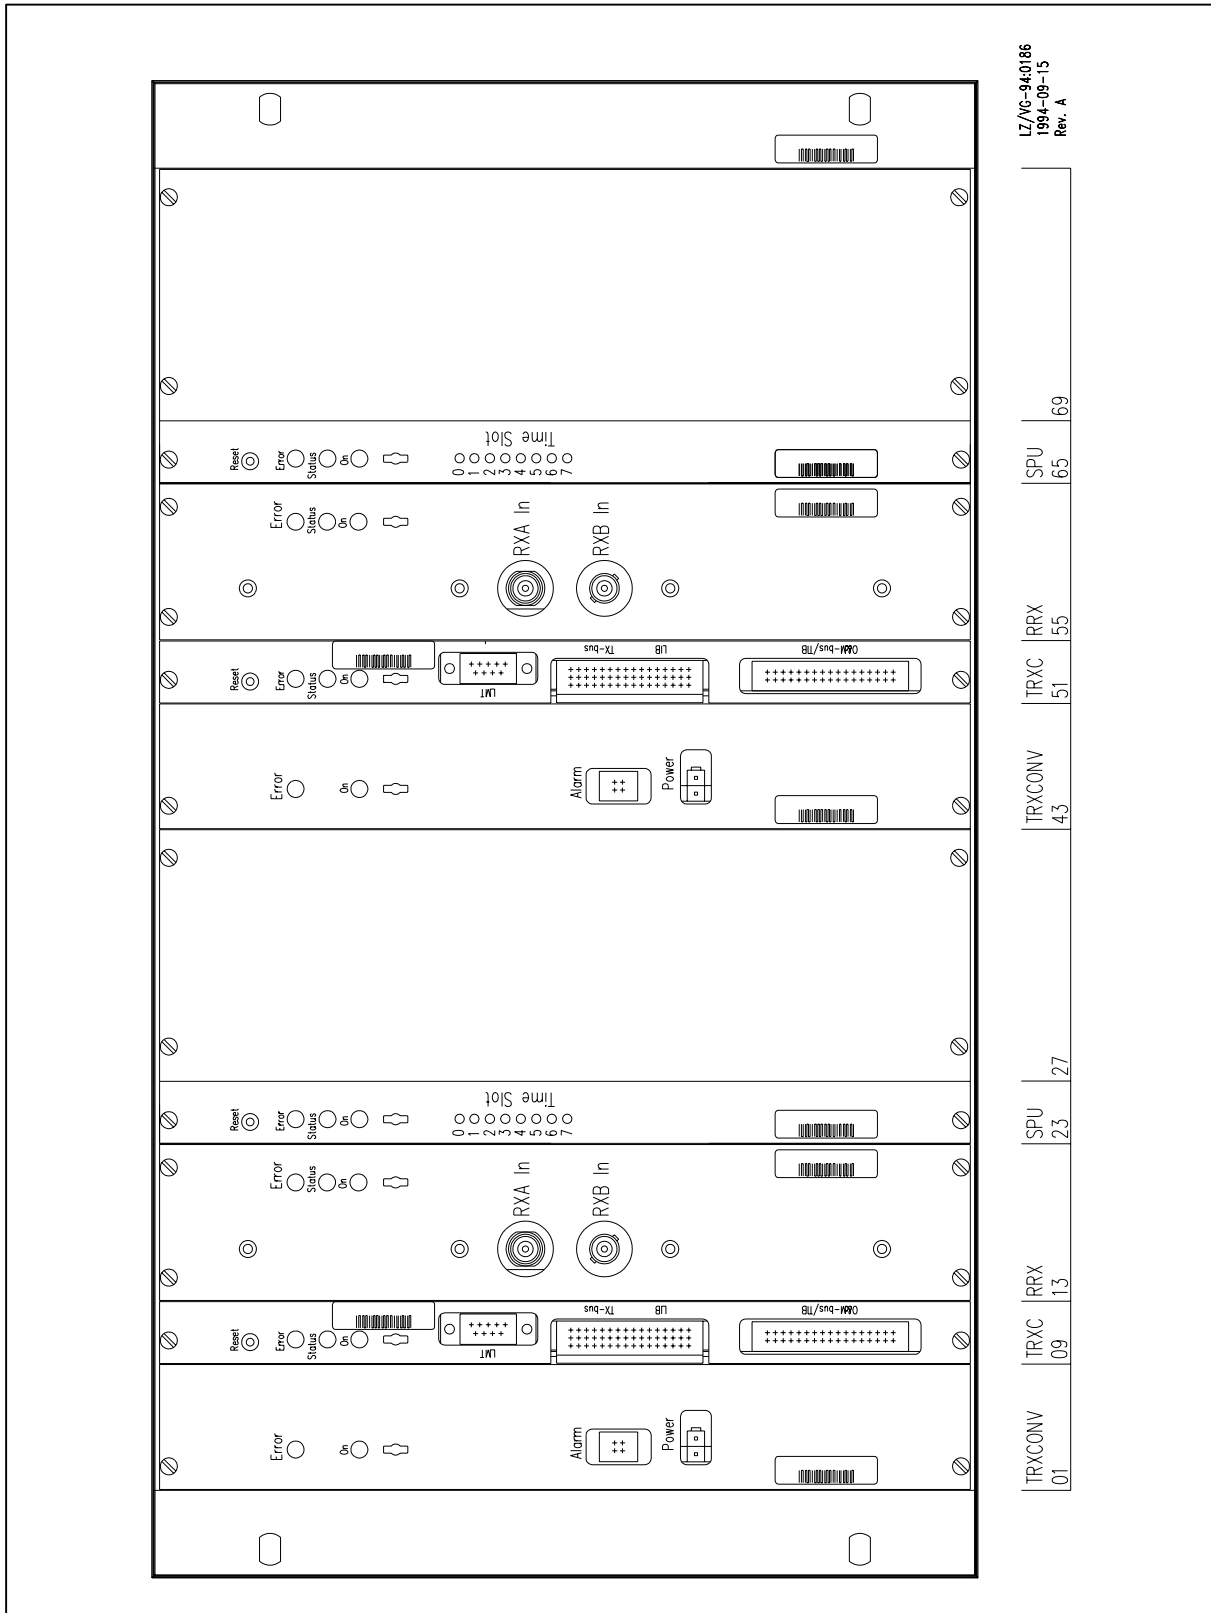 Error
On
Alarm
Power
Reset
Error
Status
On
LMT
TX-bus
LIB
O&M-bus/TIB
Error
Status
On
RXA In
RXB In
Reset
Error
Status
On
Time Slot
0
1
2
3
4
5
6
7
Error
On
Alarm
Power
Reset
Error
Status
On
LMT
TX-bus
LIB
O&M-bus/TIB
Error
Status
On
RXA In
RXB In
Reset
Error
Status
On
Time Slot
0
1
2
3
4
5
6
7
TRXCONV
01
TRXC
09
RRX
13
SPU
23
27
TRXCONV
43
TRXC
51
RRX
55
SPU
65
69
LZ/VG-94:0186
1994-09-15
Rev. A